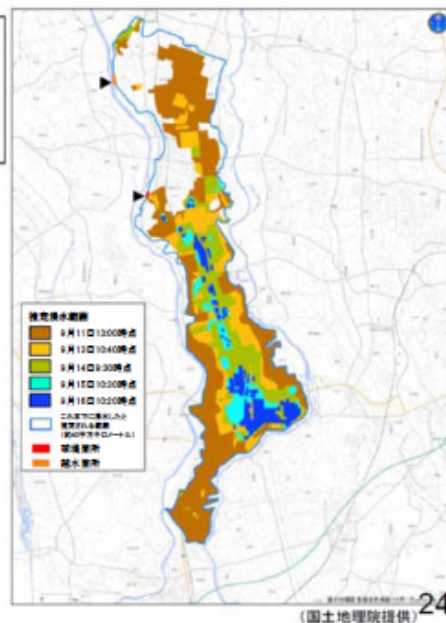 推定浸水範囲
9月11日13:00時点
9月13日10:40時点
9月14日9:30時点
9月15日10:30時点
9月16日10:20時点
これまでに浸水したと
推定される範囲
(約40平方キロメートル)
破堤箇所
越水箇所
24
(国土地理院提供)